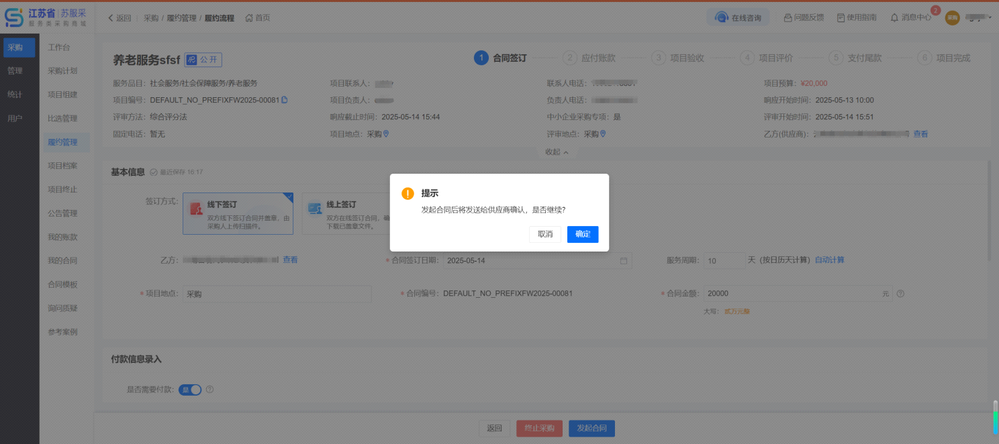 江苏省 | 苏服采
服务类采购商城
返回 | 采购 / 履约管理 / 履约流程 首页
在线咨询 问题反馈 使用指南 消息中心 2 采购
采购
管理
统计
用户
工作台
采购计划
项目组建
比选管理
履约管理
项目档案
项目终止
公告管理
我的账款
我的合同
合同模板
询问质疑
参考案例
养老服务sfsf 公开
1 合同签订 2 应付账款 3 项目验收 4 项目评价 5 支付尾款 6 项目完成
服务品目： 社会服务/社会保障服务/养老服务 项目联系人： 联系人电话： 项目预算： ¥20,000
项目编号： DEFAULT_NO_PREFIXFW2025-00081 项目负责人： 负责人电话： 响应开始时间： 2025-05-13 10:00
评审方法： 综合评分法 响应截止时间： 2025-05-14 15:44 中小企业采购专项： 是 评审开始时间： 2025-05-14 15:51
固定电话： 暂无 项目地点： 采购 评审地点： 采购 乙方(供应商)： 查看
收起
基本信息 最近保存 16:17
签订方式： 线下签订
双方线下签订合同并盖章，由
采购人上传扫描件。
线上签订
双方在线签订合同，确
下载已盖章文件。
提示
发起合同后将发送给供应商确认，是否继续?
取消 确定
乙方： 查看 * 合同签订日期： 2025-05-14 服务周期： 10 天（按日历天计算） 自动计算
* 项目地点： 采购 * 合同编号： DEFAULT_NO_PREFIXFW2025-00081 * 合同金额： 20000 元
大写： 贰万元整
付款信息录入
是否需要付款： 是
返回 终止采购 发起合同